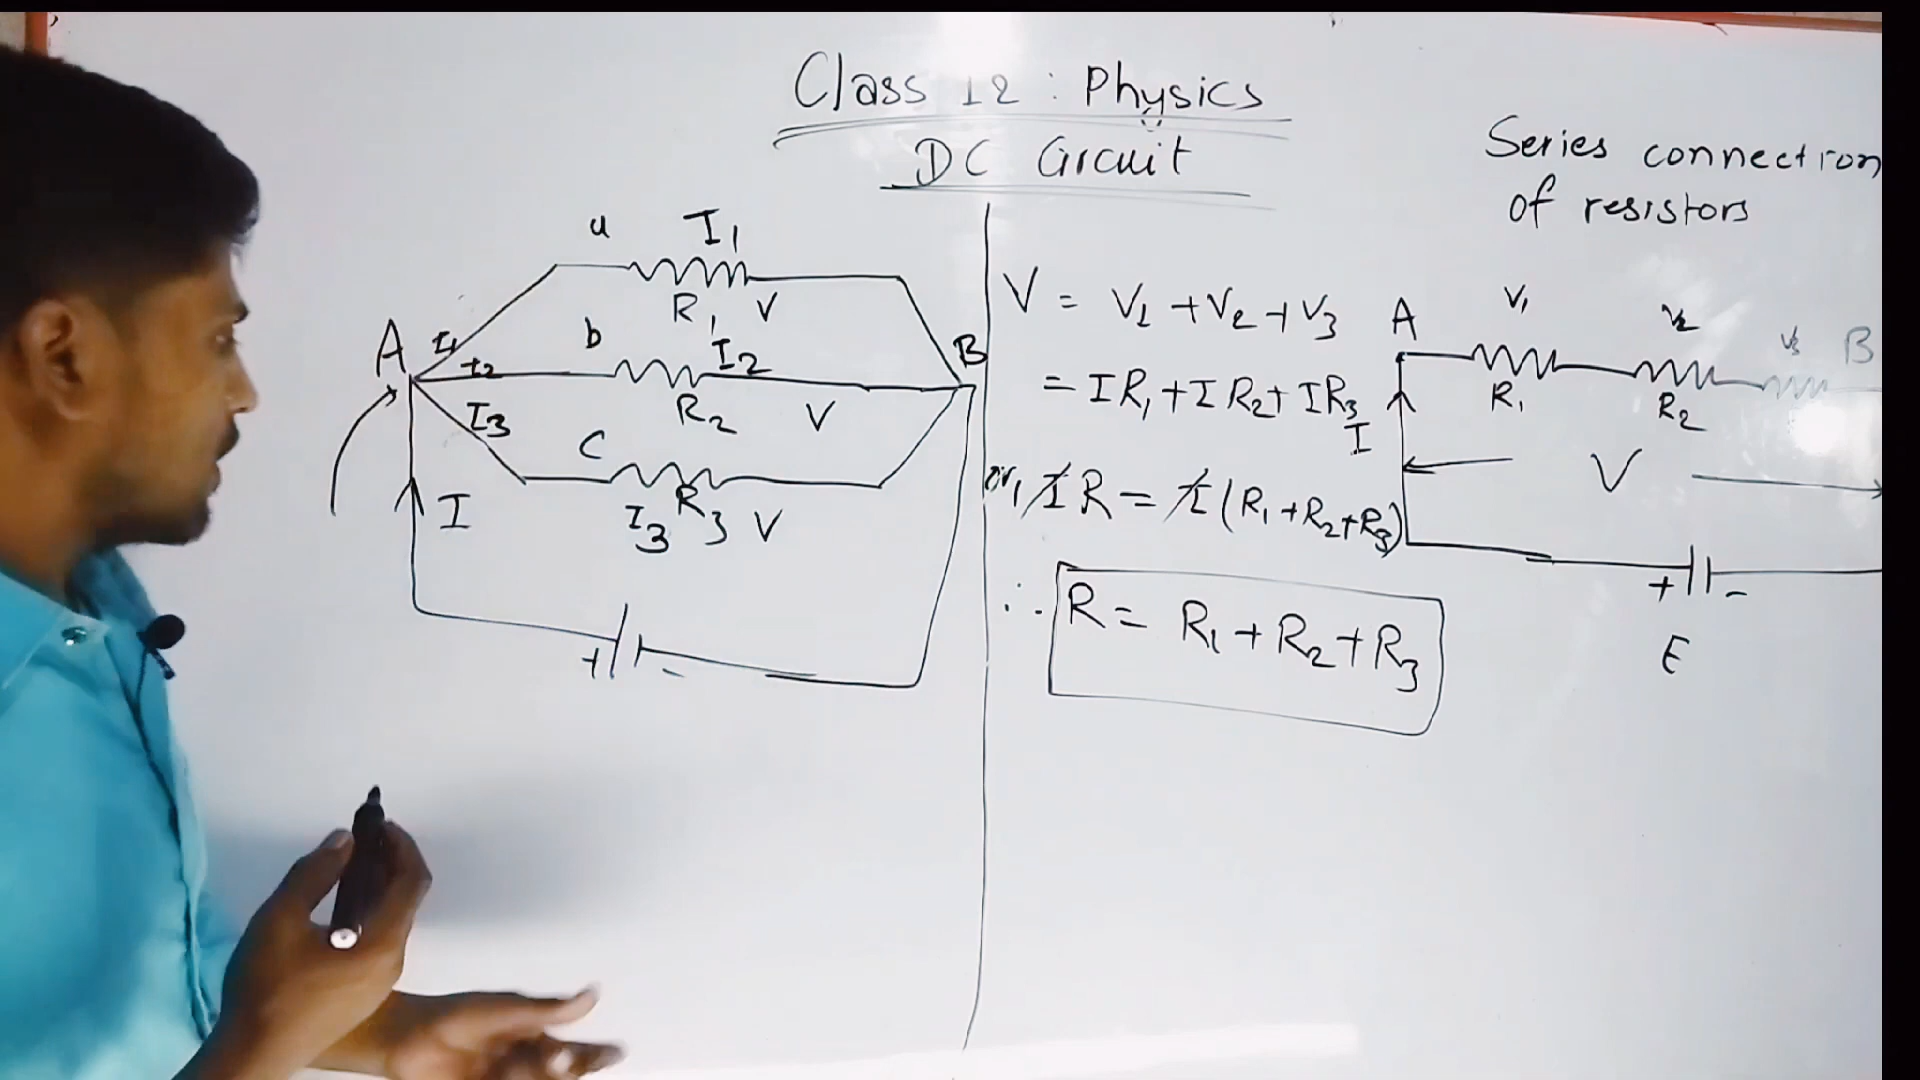 Class 12 : Physics
DC Circuit
Series connection
of resistors
a I₁
R₁ V
A I₁ b I₂ B
I₂
I₃ R₂ V
C
I I₃ R₃ V
+ -
V = V₁ + V₂ + V₃
= IR₁ + IR₂ + IR₃
or, IR = I (R₁ + R₂ + R₃)
∴ R = R₁ + R₂ + R₃
V₁ V₂ V₃
A B
R₁ R₂
I
V
+ -
E